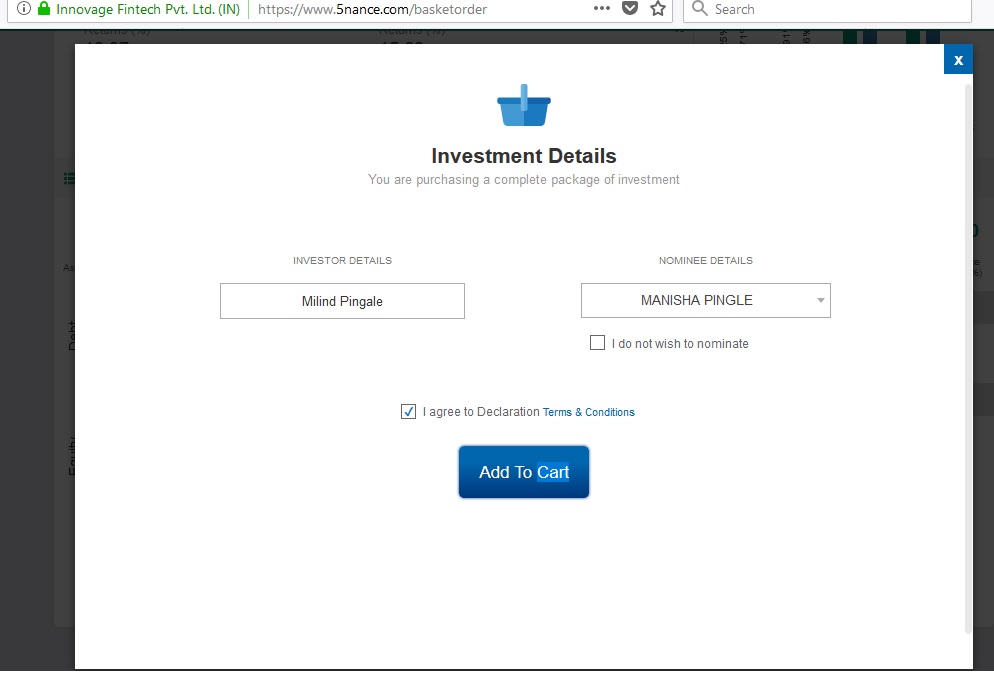 Innovage Fintech Pvt. Ltd. (IN) https://www.5nance.com/basketorder Search
x
Investment Details
You are purchasing a complete package of investment
INVESTOR DETAILS NOMINEE DETAILS
Milind Pingale MANISHA PINGLE
I do not wish to nominate
I agree to Declaration Terms & Conditions
Add To Cart